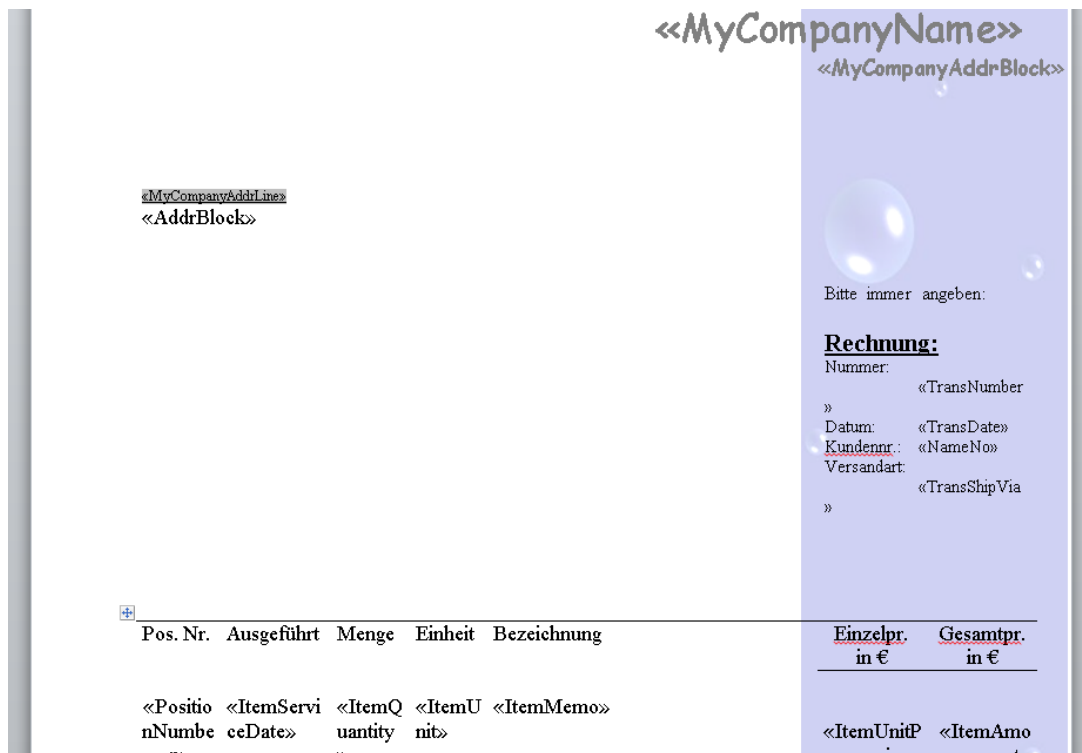 «MyCompanyName»
«MyCompanyAddrBlock»
«MyCompanyAddrLine»
«AddrBlock»
Bitte immer angeben:
Rechnung:
Nummer:
«TransNumber
»
Datum: «TransDate»
Kundennr.: «NameNo»
Versandart:
«TransShipVia
»
Pos. Nr. Ausgeführt Menge Einheit Bezeichnung Einzelpr. Gesamtpr.
in € in €
«Positio «ItemServi «ItemQ «ItemU «ItemMemo»
nNumbe ceDate» uantity nit» «ItemUnitP «ItemAmo